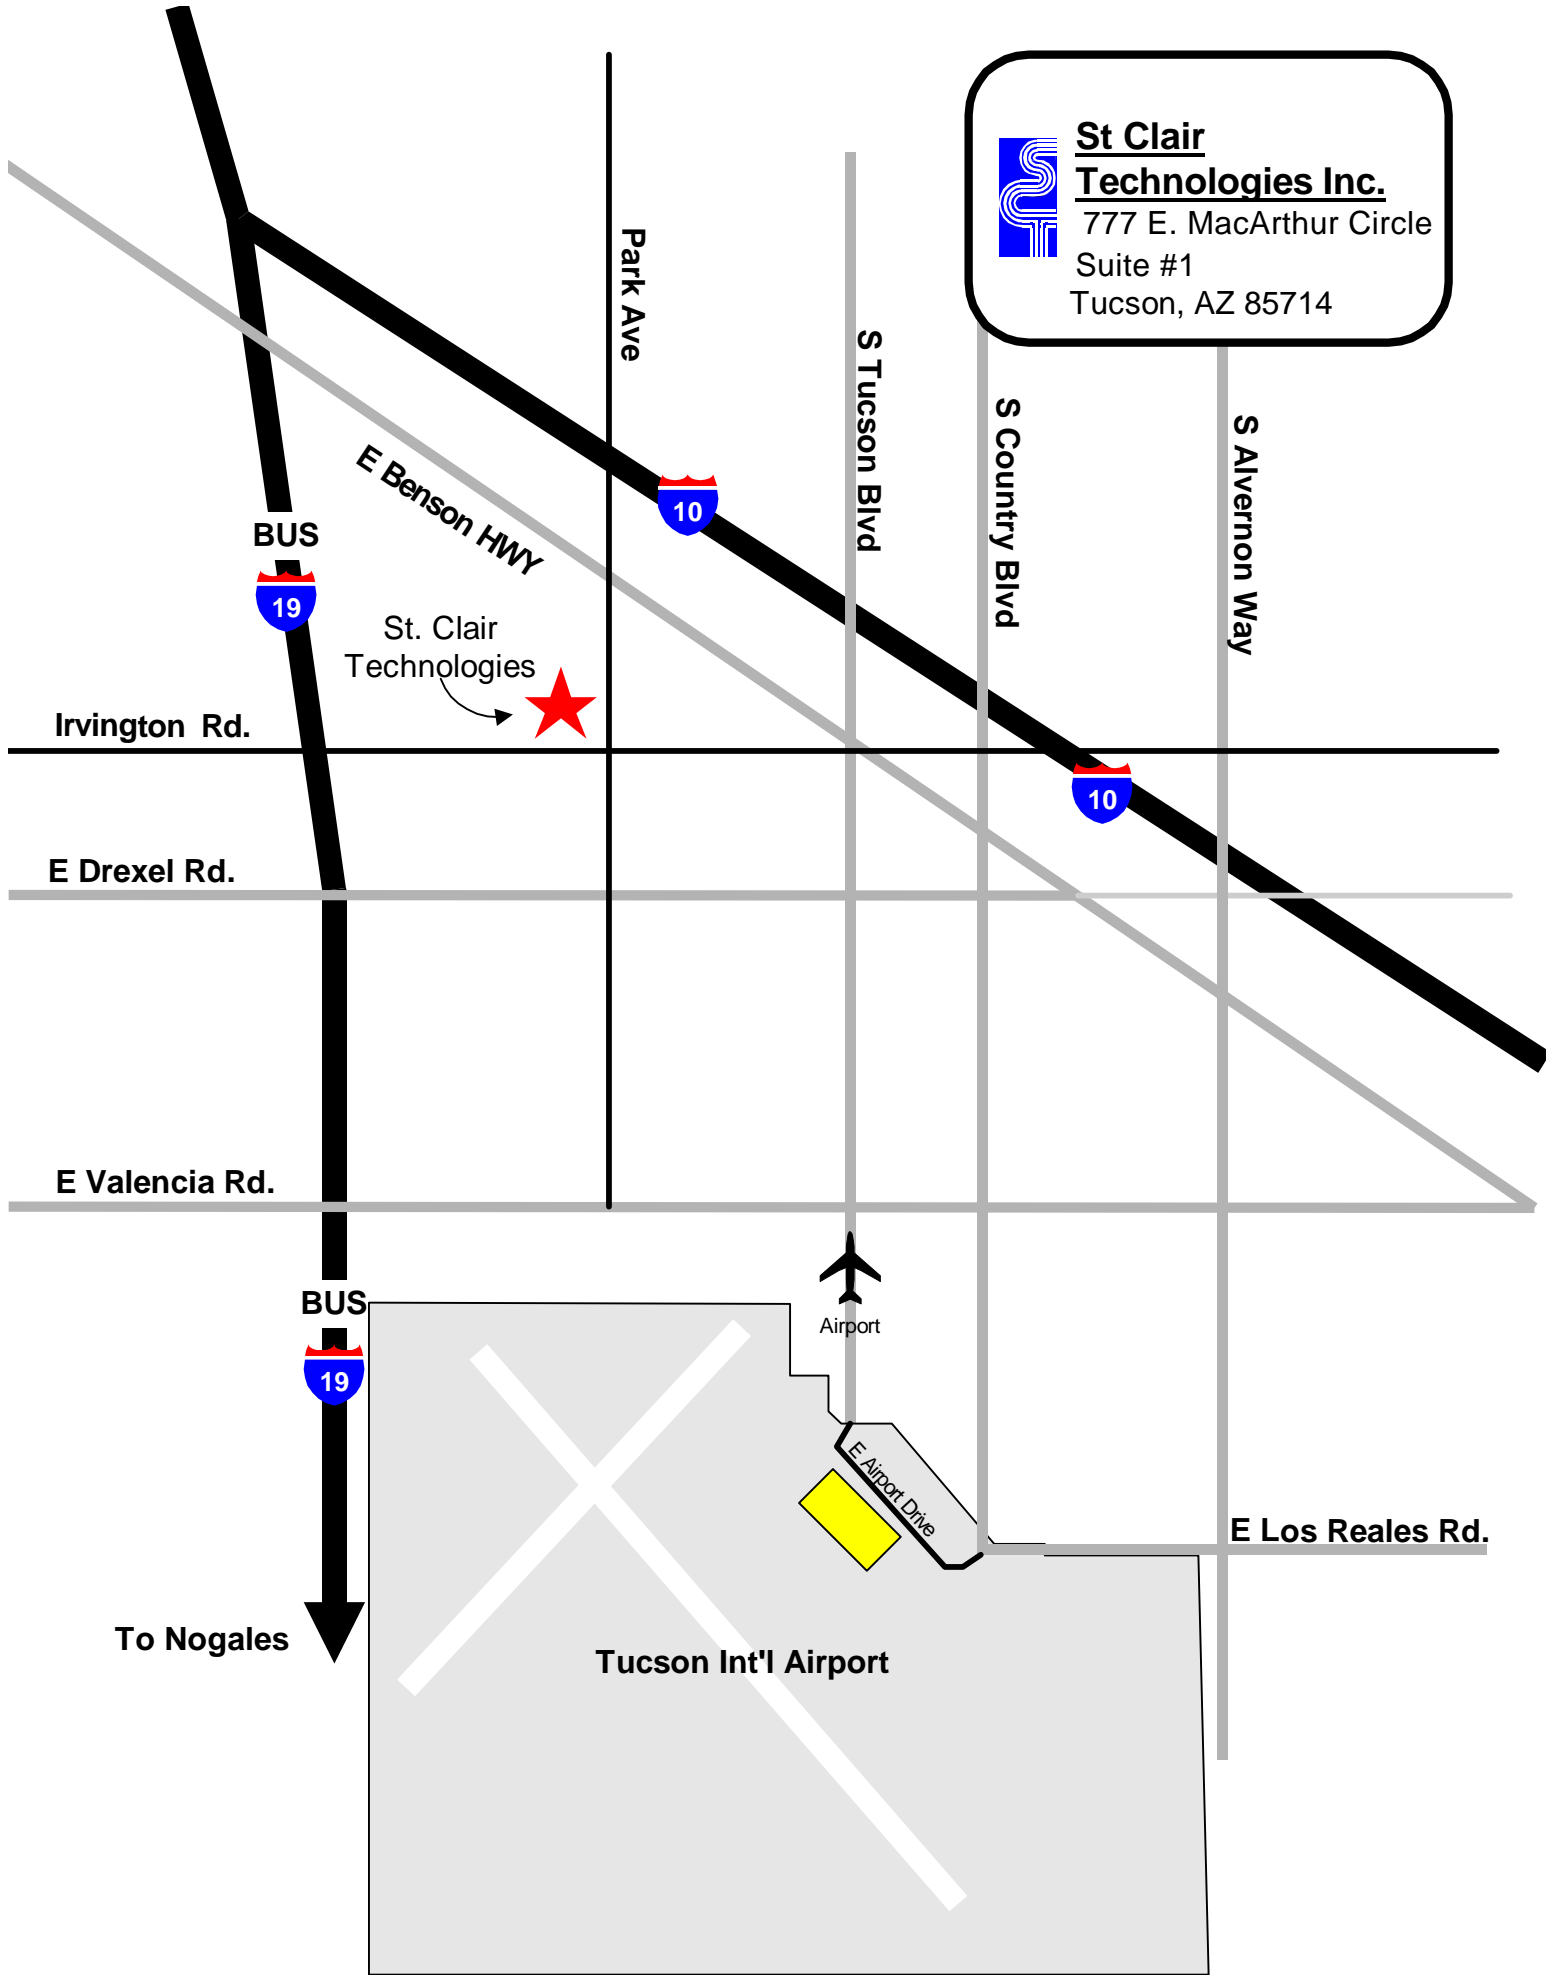 St Clair
Technologies Inc.
777 E. MacArthur Circle
Suite #1
Tucson, AZ 85714
Park Ave
S Tucson Blvd
S Country Blvd
S Alvernon Way
E Benson HWY
10
BUS
19
St. Clair
Technologies
Irvington Rd.
10
E Drexel Rd.
E Valencia Rd.
BUS
19
Airport
E Airport Drive
E Los Reales Rd.
To Nogales
Tucson Int'l Airport